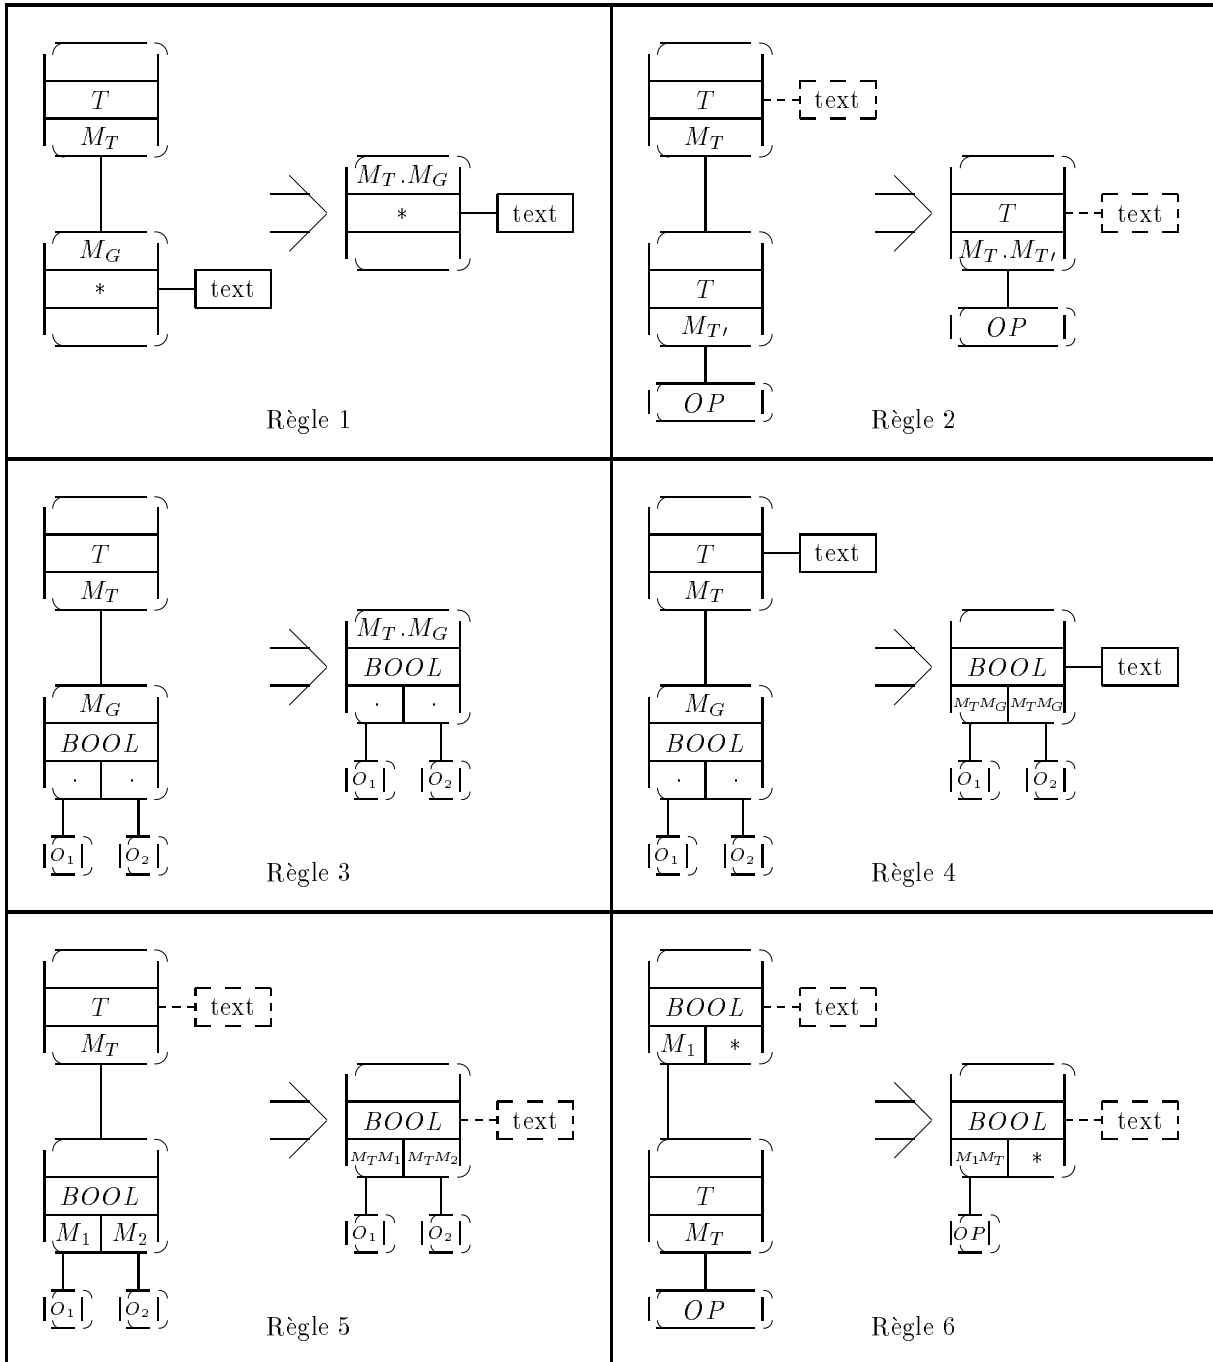 T
M_T
M_G
*
text
M_T.M_G
*
text
Règle 1
T
text
M_T
T
M_T'
OP
T
text
M_T.M_T'
OP
Règle 2
T
M_T
M_G
BOOL
. .
O_1 O_2
M_T.M_G
BOOL
. .
O_1 O_2
Règle 3
T
text
M_T
M_G
BOOL
. .
O_1 O_2
BOOL
text
M_TM_G M_TM_G
O_1 O_2
Règle 4
T
text
M_T
BOOL
M_1 M_2
O_1 O_2
BOOL
text
M_TM_1 M_TM_2
O_1 O_2
Règle 5
BOOL
text
M_1 *
T
M_T
OP
BOOL
text
M_1M_T *
OP
Règle 6